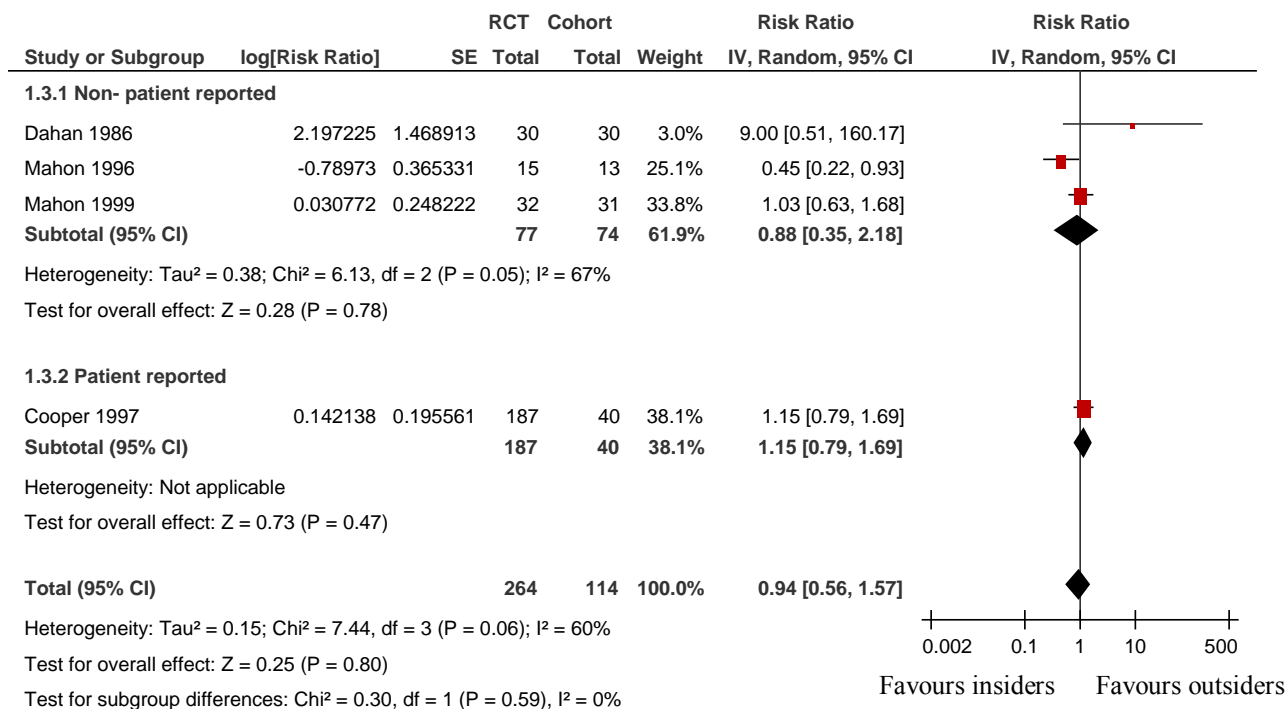 RCT Cohort Risk Ratio Risk Ratio
Study or Subgroup log[Risk Ratio] SE Total Total Weight IV, Random, 95% CI IV, Random, 95% CI
1.3.1 Non- patient reported
Dahan 1986 2.197225 1.468913 30 30 3.0% 9.00 [0.51, 160.17]
Mahon 1996 -0.78973 0.365331 15 13 25.1% 0.45 [0.22, 0.93]
Mahon 1999 0.030772 0.248222 32 31 33.8% 1.03 [0.63, 1.68]
Subtotal (95% CI) 77 74 61.9% 0.88 [0.35, 2.18]
Heterogeneity: Tau² = 0.38; Chi² = 6.13, df = 2 (P = 0.05); I² = 67%
Test for overall effect: Z = 0.28 (P = 0.78)
1.3.2 Patient reported
Cooper 1997 0.142138 0.195561 187 40 38.1% 1.15 [0.79, 1.69]
Subtotal (95% CI) 187 40 38.1% 1.15 [0.79, 1.69]
Heterogeneity: Not applicable
Test for overall effect: Z = 0.73 (P = 0.47)
Total (95% CI) 264 114 100.0% 0.94 [0.56, 1.57]
Heterogeneity: Tau² = 0.15; Chi² = 7.44, df = 3 (P = 0.06); I² = 60%
Test for overall effect: Z = 0.25 (P = 0.80)
Test for subgroup differences: Chi² = 0.30, df = 1 (P = 0.59), I² = 0%
0.002 0.1 1 10 500
Favours insiders Favours outsiders